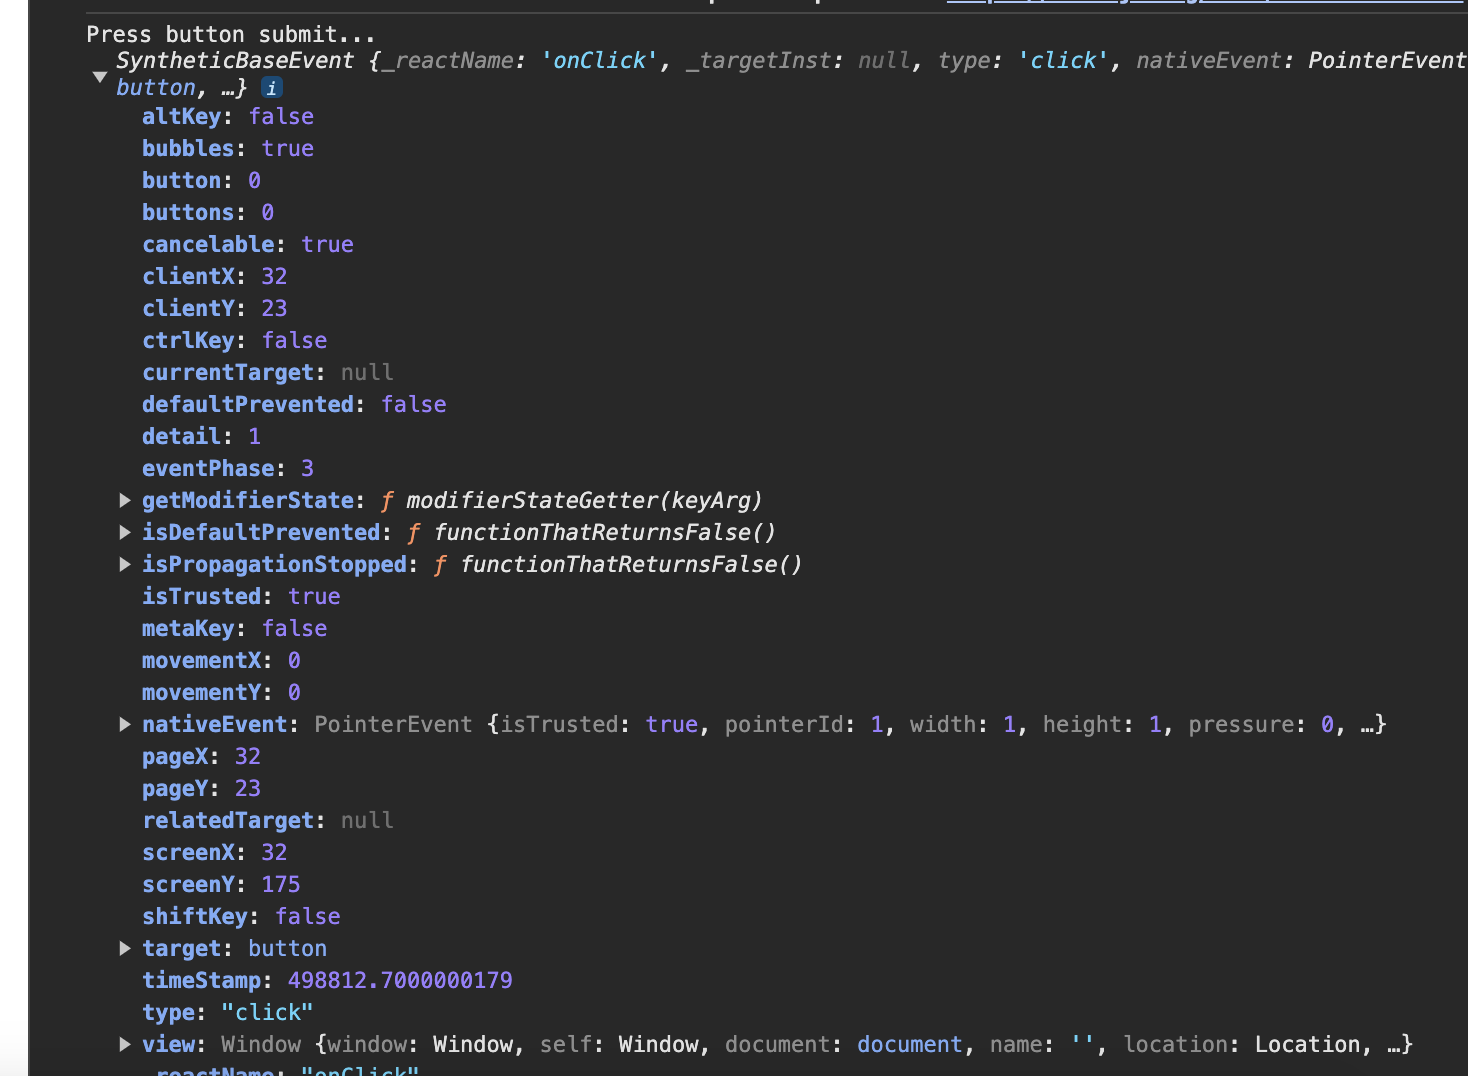 Press button submit...
SyntheticBaseEvent {_reactName: 'onClick', _targetInst: null, type: 'click', nativeEvent: PointerEvent
button, …} i
altKey: false
bubbles: true
button: 0
buttons: 0
cancelable: true
clientX: 32
clientY: 23
ctrlKey: false
currentTarget: null
defaultPrevented: false
detail: 1
eventPhase: 3
getModifierState: ƒ modifierStateGetter(keyArg)
isDefaultPrevented: ƒ functionThatReturnsFalse()
isPropagationStopped: ƒ functionThatReturnsFalse()
isTrusted: true
metaKey: false
movementX: 0
movementY: 0
nativeEvent: PointerEvent {isTrusted: true, pointerId: 1, width: 1, height: 1, pressure: 0, …}
pageX: 32
pageY: 23
relatedTarget: null
screenX: 32
screenY: 175
shiftKey: false
target: button
timeStamp: 498812.7000000179
type: "click"
view: Window {window: Window, self: Window, document: document, name: '', location: Location, …}
_reactName: "onClick"